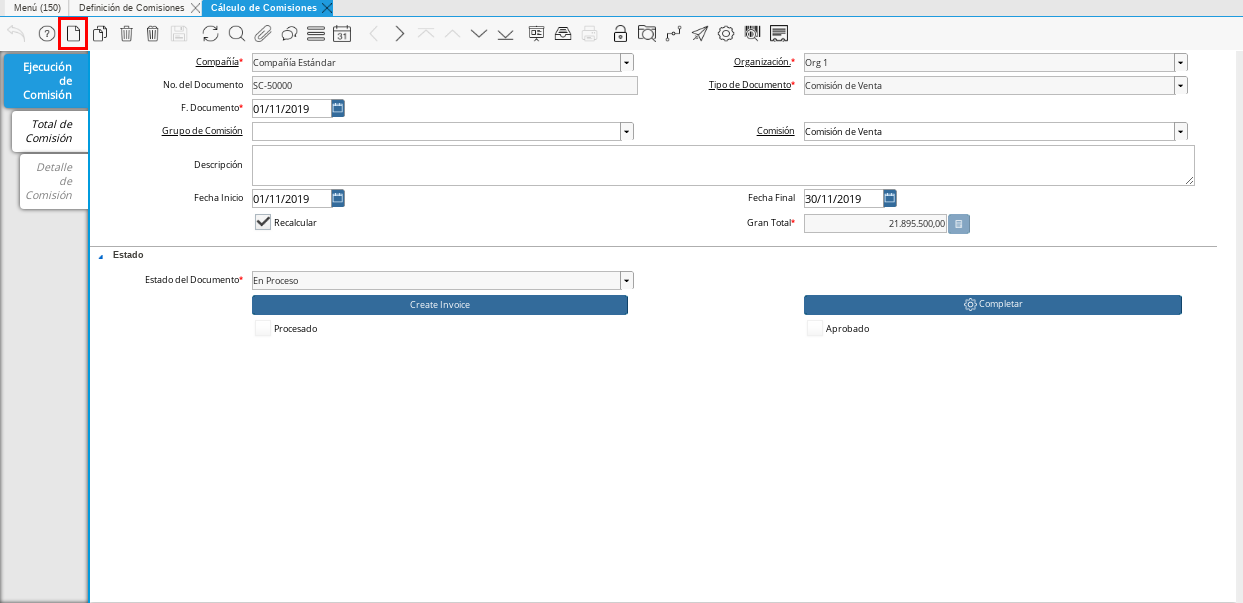 Menú (150) Definición de Comisiones Cálculo de Comisiones
? 31
Ejecución
de
Comisión
Total de
Comisión
Detalle
de
Comisión
Compañía* Compañía Estándar Organización.* Org 1
No. del Documento SC-50000 Tipo de Documento* Comisión de Venta
F. Documento* 01/11/2019
Grupo de Comisión Comisión Comisión de Venta
Descripción
Fecha Inicio 01/11/2019 Fecha Final 30/11/2019
Recalcular Gran Total* 21.895.500,00
Estado
Estado del Documento* En Proceso
Create Invoice Completar
Procesado Aprobado